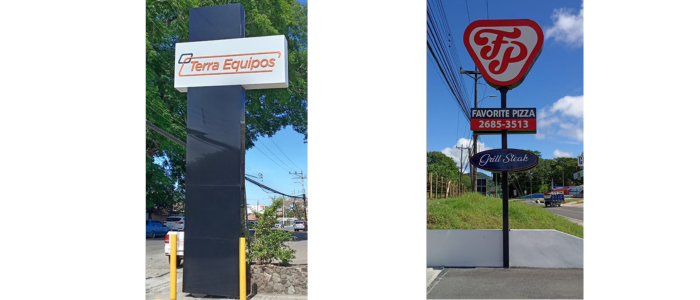 Terra Equipos
FP
FAVORITE PIZZA
2685-3513
Grill Steak